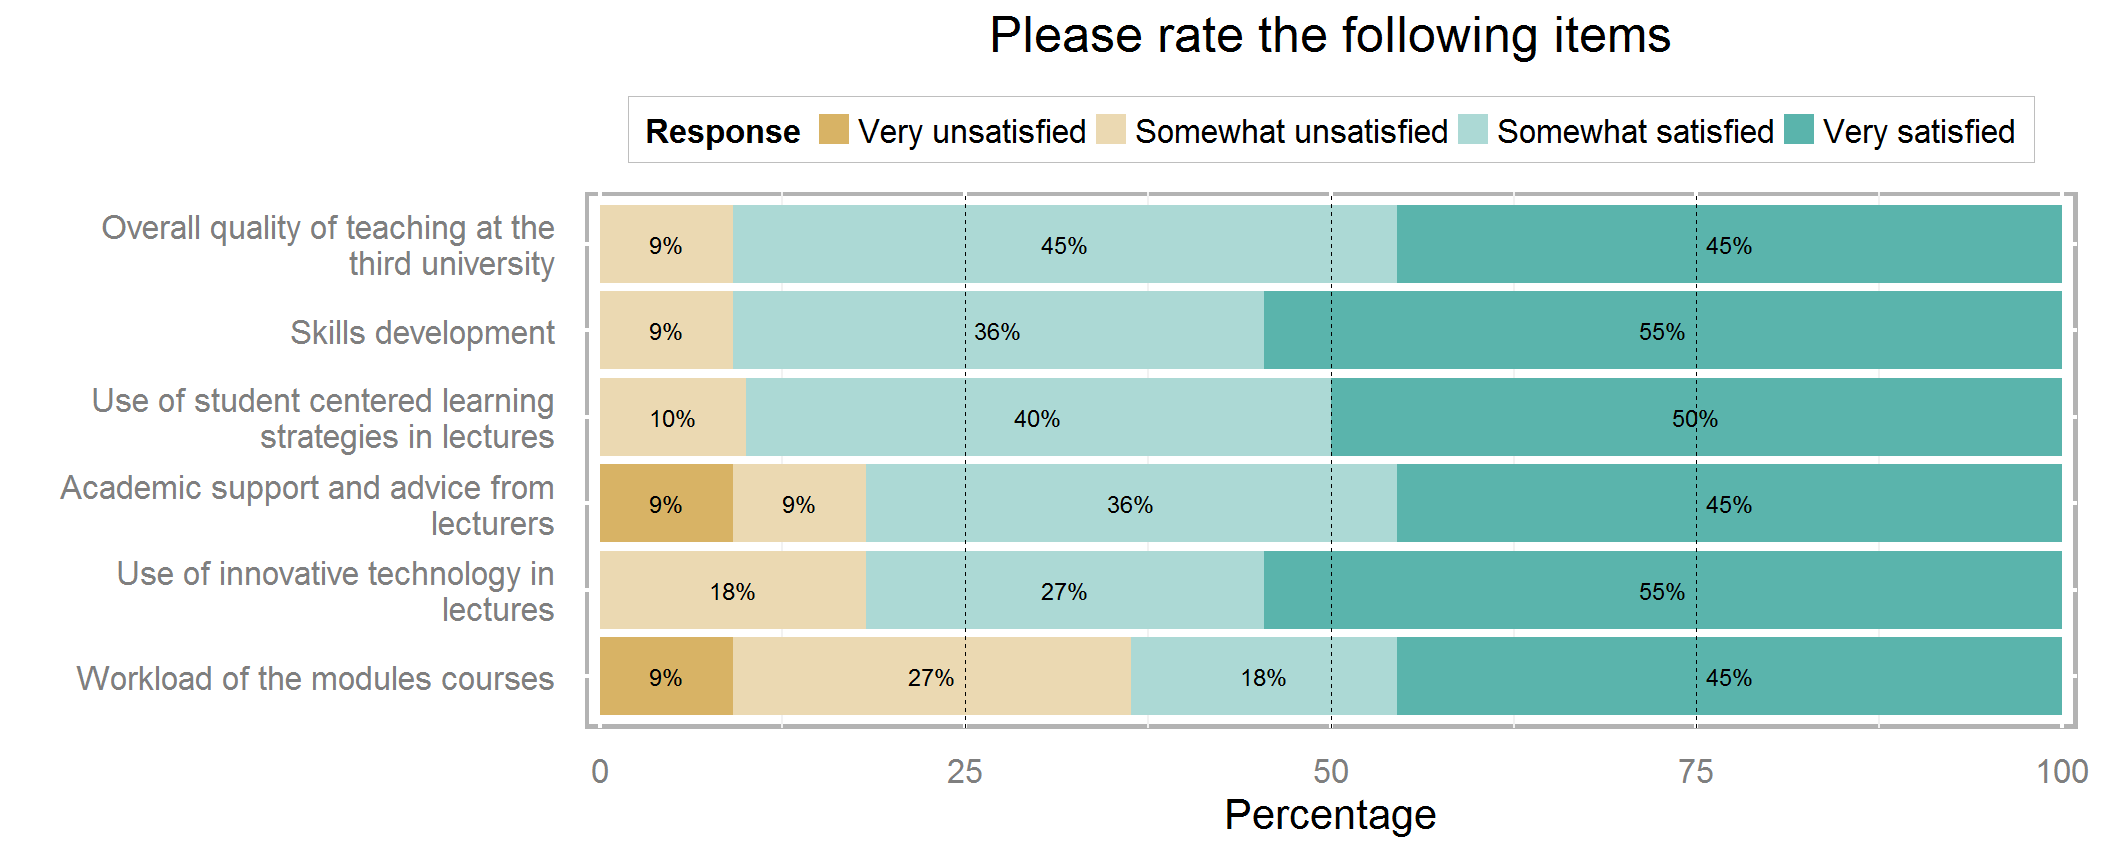 Please rate the following items
Response Very unsatisfied Somewhat unsatisfied Somewhat satisfied Very satisfied
Overall quality of teaching at the
third university
9% 45% 45%
Skills development
9% 36% 55%
Use of student centered learning
strategies in lectures
10% 40% 50%
Academic support and advice from
lecturers
9% 9% 36% 45%
Use of innovative technology in
lectures
18% 27% 55%
Workload of the modules courses
9% 27% 18% 45%
0 25 50 75 100
Percentage